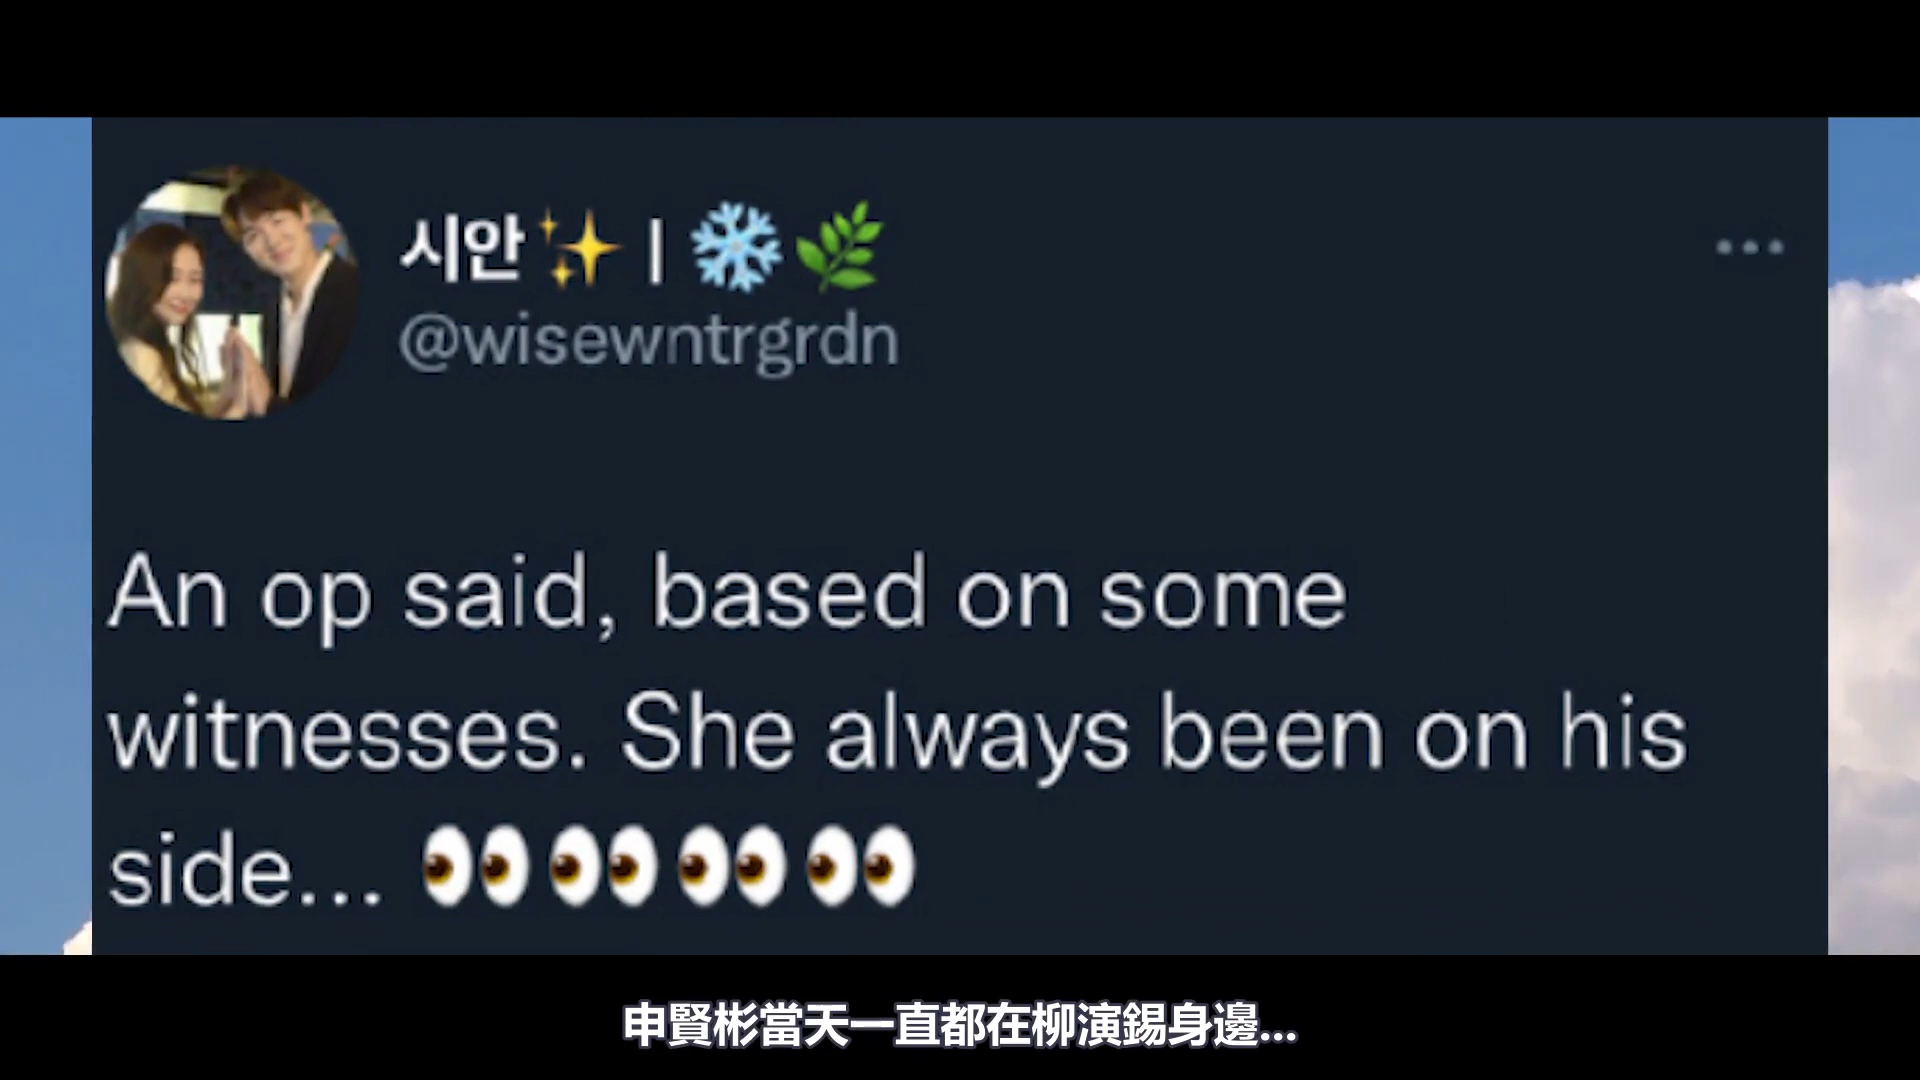 시안✨ | ❄️🌿
@wisewntrgrdn
An op said, based on some
witnesses. She always been on his
side... 👀👀👀👀
申賢彬當天一直都在柳演錫身邊...